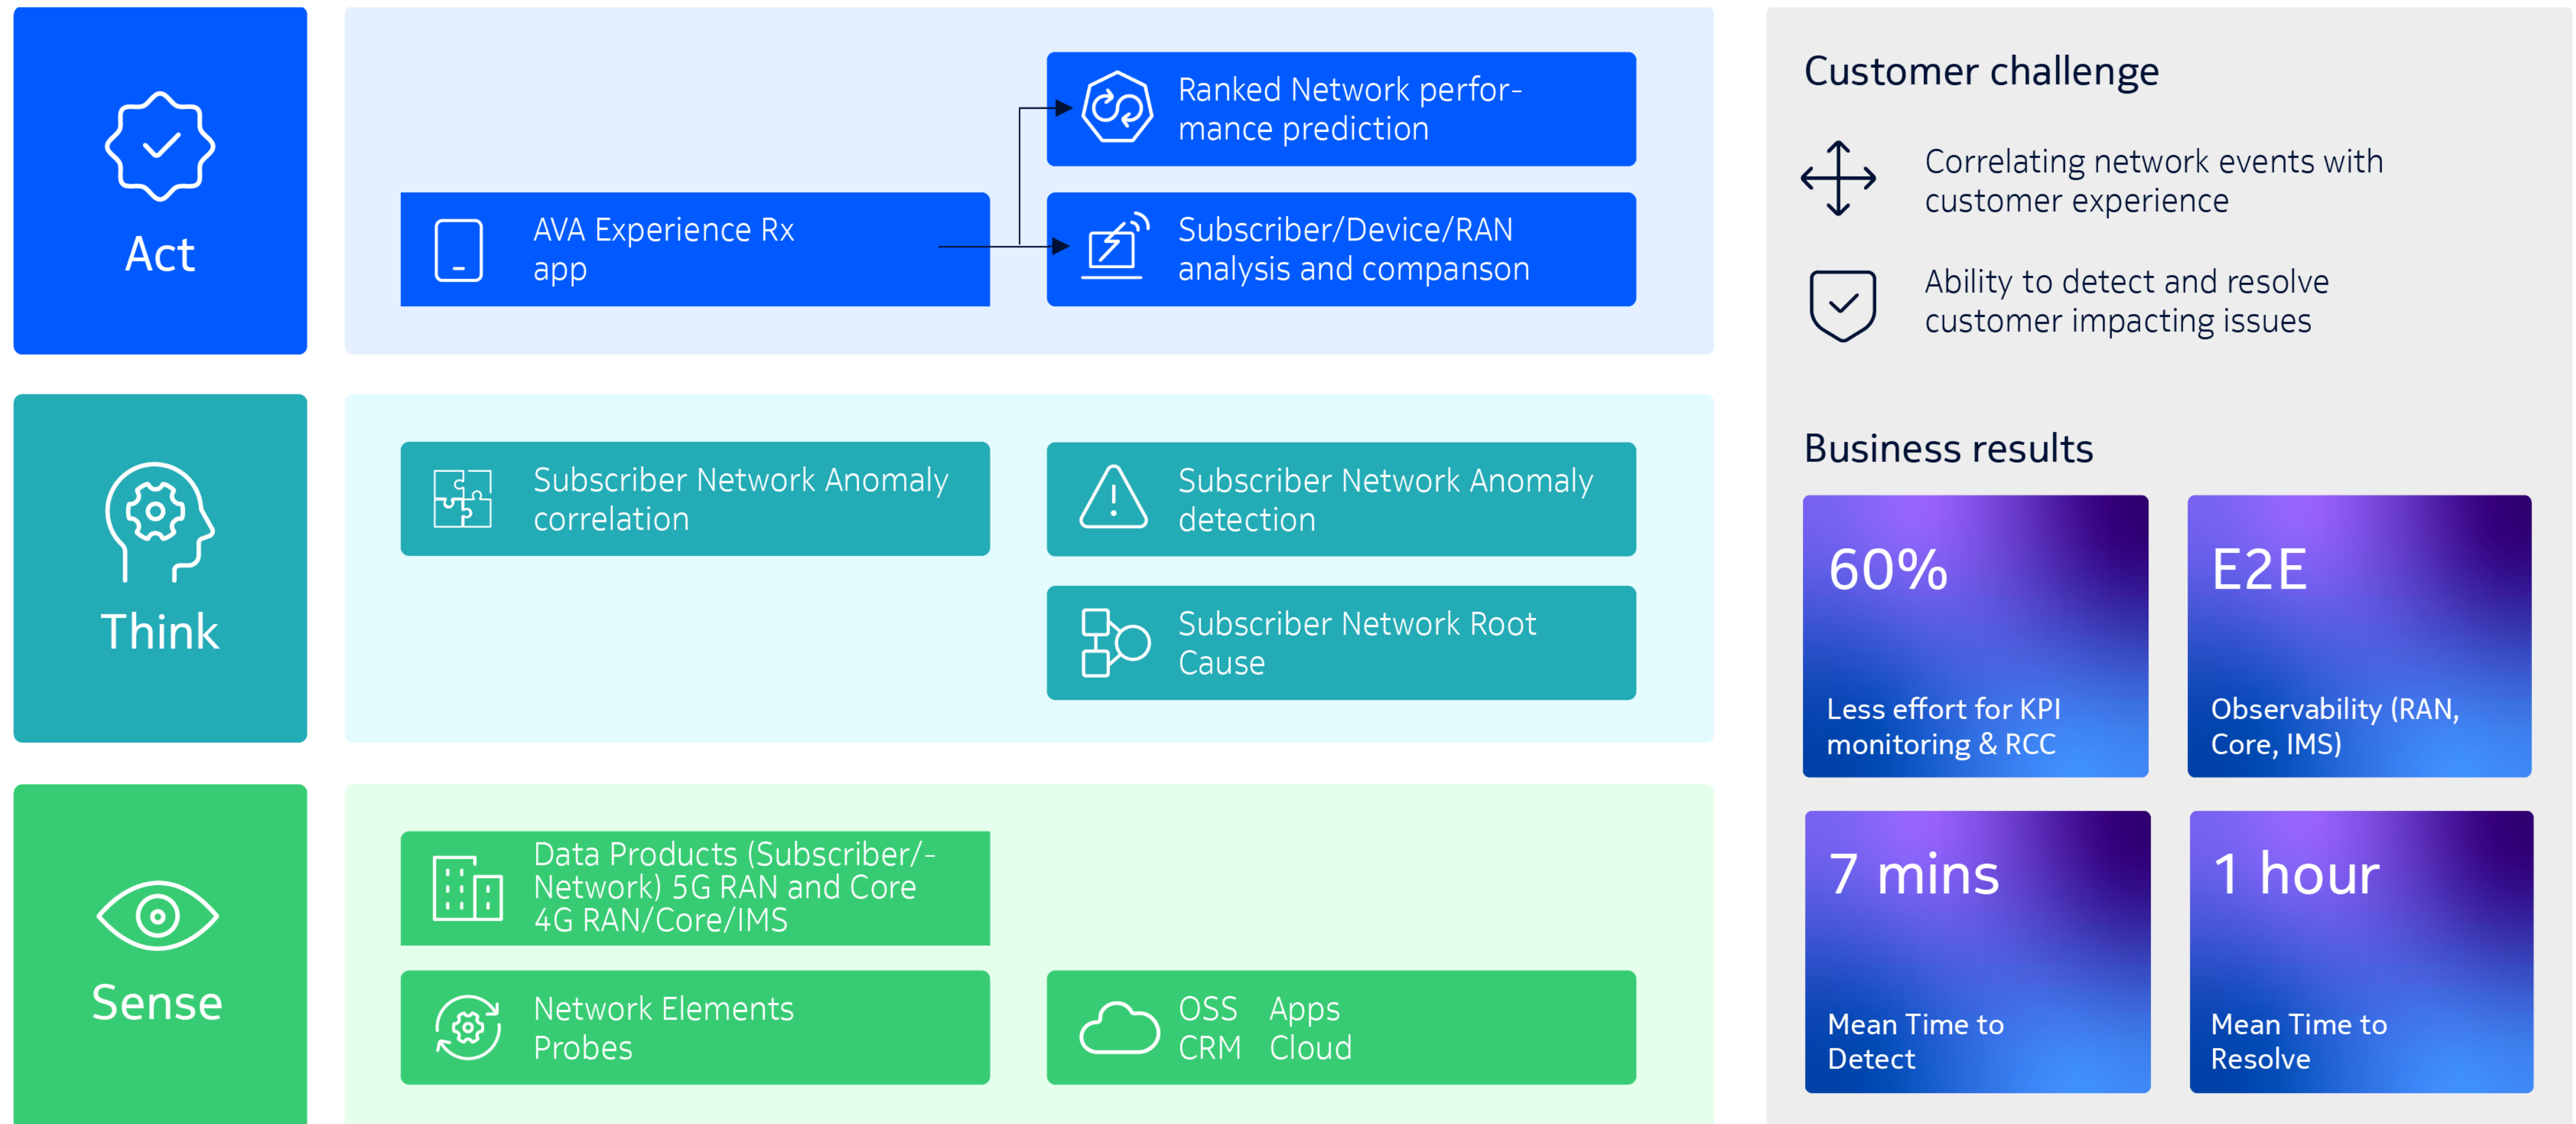 Act
Ranked Network perfor-
mance prediction
AVA Experience Rx
app
Subscriber/Device/RAN
analysis and companson
Think
Subscriber Network Anomaly
correlation
Subscriber Network Anomaly
detection
Subscriber Network Root
Cause
Sense
Data Products (Subscriber/-
Network) 5G RAN and Core
4G RAN/Core/IMS
Network Elements
Probes
OSS Apps
CRM Cloud
Customer challenge
Correlating network events with
customer experience
Ability to detect and resolve
customer impacting issues
Business results
60%
Less effort for KPI
monitoring & RCC
E2E
Observability (RAN,
Core, IMS)
7 mins
Mean Time to
Detect
1 hour
Mean Time to
Resolve